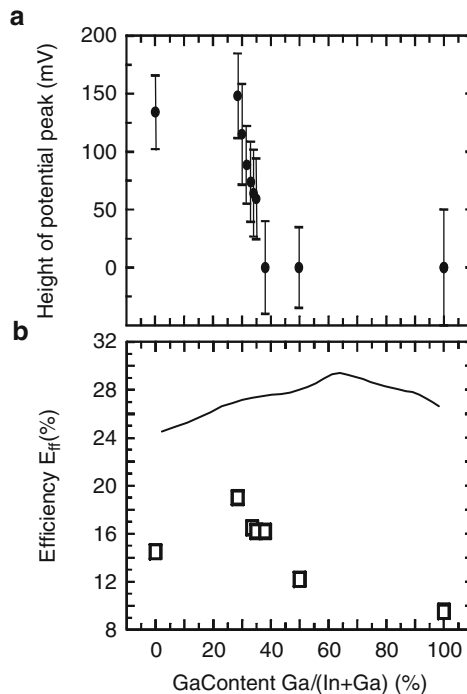 a
200
150
100
50
0
Height of potential peak (mV)
b
32
28
24
20
16
12
8
Efficiency E_ff(%)
0 20 40 60 80 100
GaContent Ga/(In+Ga) (%)